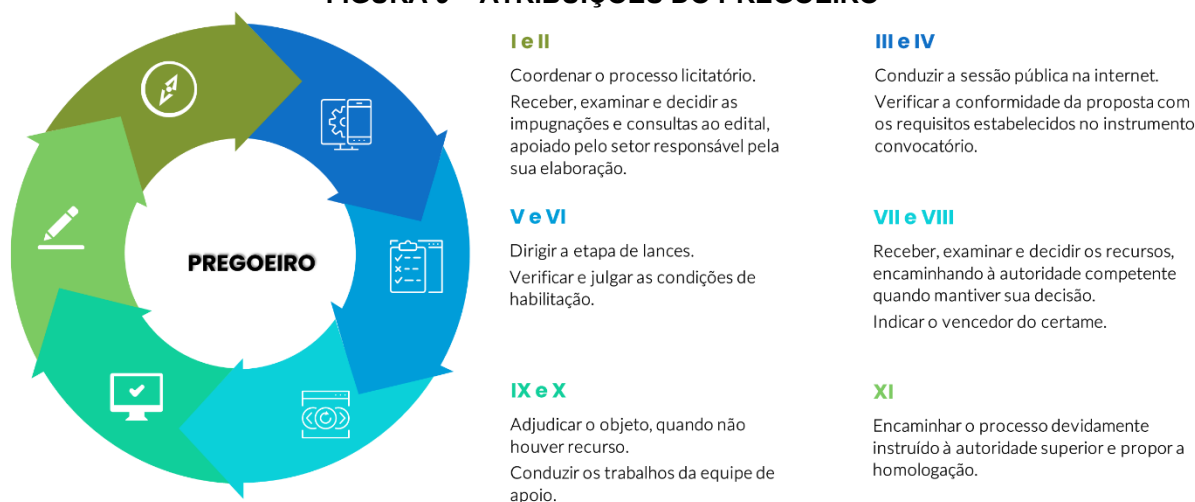 PREGOEIRO
I e II
Coordenar o processo licitatório.
Receber, examinar e decidir as
impugnações e consultas ao edital,
apoiado pelo setor responsável pela
sua elaboração.
III e IV
Conduzir a sessão pública na internet.
Verificar a conformidade da proposta com
os requisitos estabelecidos no instrumento
convocatório.
V e VI
Dirigir a etapa de lances.
Verificar e julgar as condições de
habilitação.
VII e VIII
Receber, examinar e decidir os recursos,
encaminhando à autoridade competente
quando mantiver sua decisão.
Indicar o vencedor do certame.
IX e X
Adjudicar o objeto, quando não
houver recurso.
Conduzir os trabalhos da equipe de
apoio.
XI
Encaminhar o processo devidamente
instruído à autoridade superior e propor a
homologação.